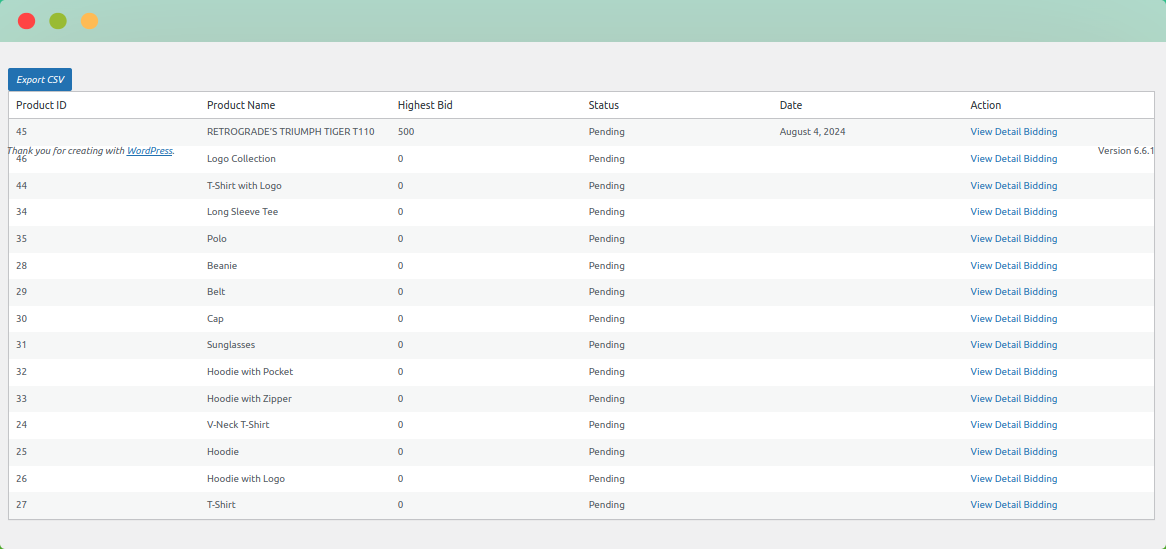 Export CSV
Product ID Product Name Highest Bid Status Date Action
45 RETROGRADE'S TRIUMPH TIGER T110 500 Pending August 4, 2024 View Detail Bidding
Thank you for creating with WordPress. Version 6.6.1
46 Logo Collection 0 Pending View Detail Bidding
44 T-Shirt with Logo 0 Pending View Detail Bidding
34 Long Sleeve Tee 0 Pending View Detail Bidding
35 Polo 0 Pending View Detail Bidding
28 Beanie 0 Pending View Detail Bidding
29 Belt 0 Pending View Detail Bidding
30 Cap 0 Pending View Detail Bidding
31 Sunglasses 0 Pending View Detail Bidding
32 Hoodie with Pocket 0 Pending View Detail Bidding
33 Hoodie with Zipper 0 Pending View Detail Bidding
24 V-Neck T-Shirt 0 Pending View Detail Bidding
25 Hoodie 0 Pending View Detail Bidding
26 Hoodie with Logo 0 Pending View Detail Bidding
27 T-Shirt 0 Pending View Detail Bidding